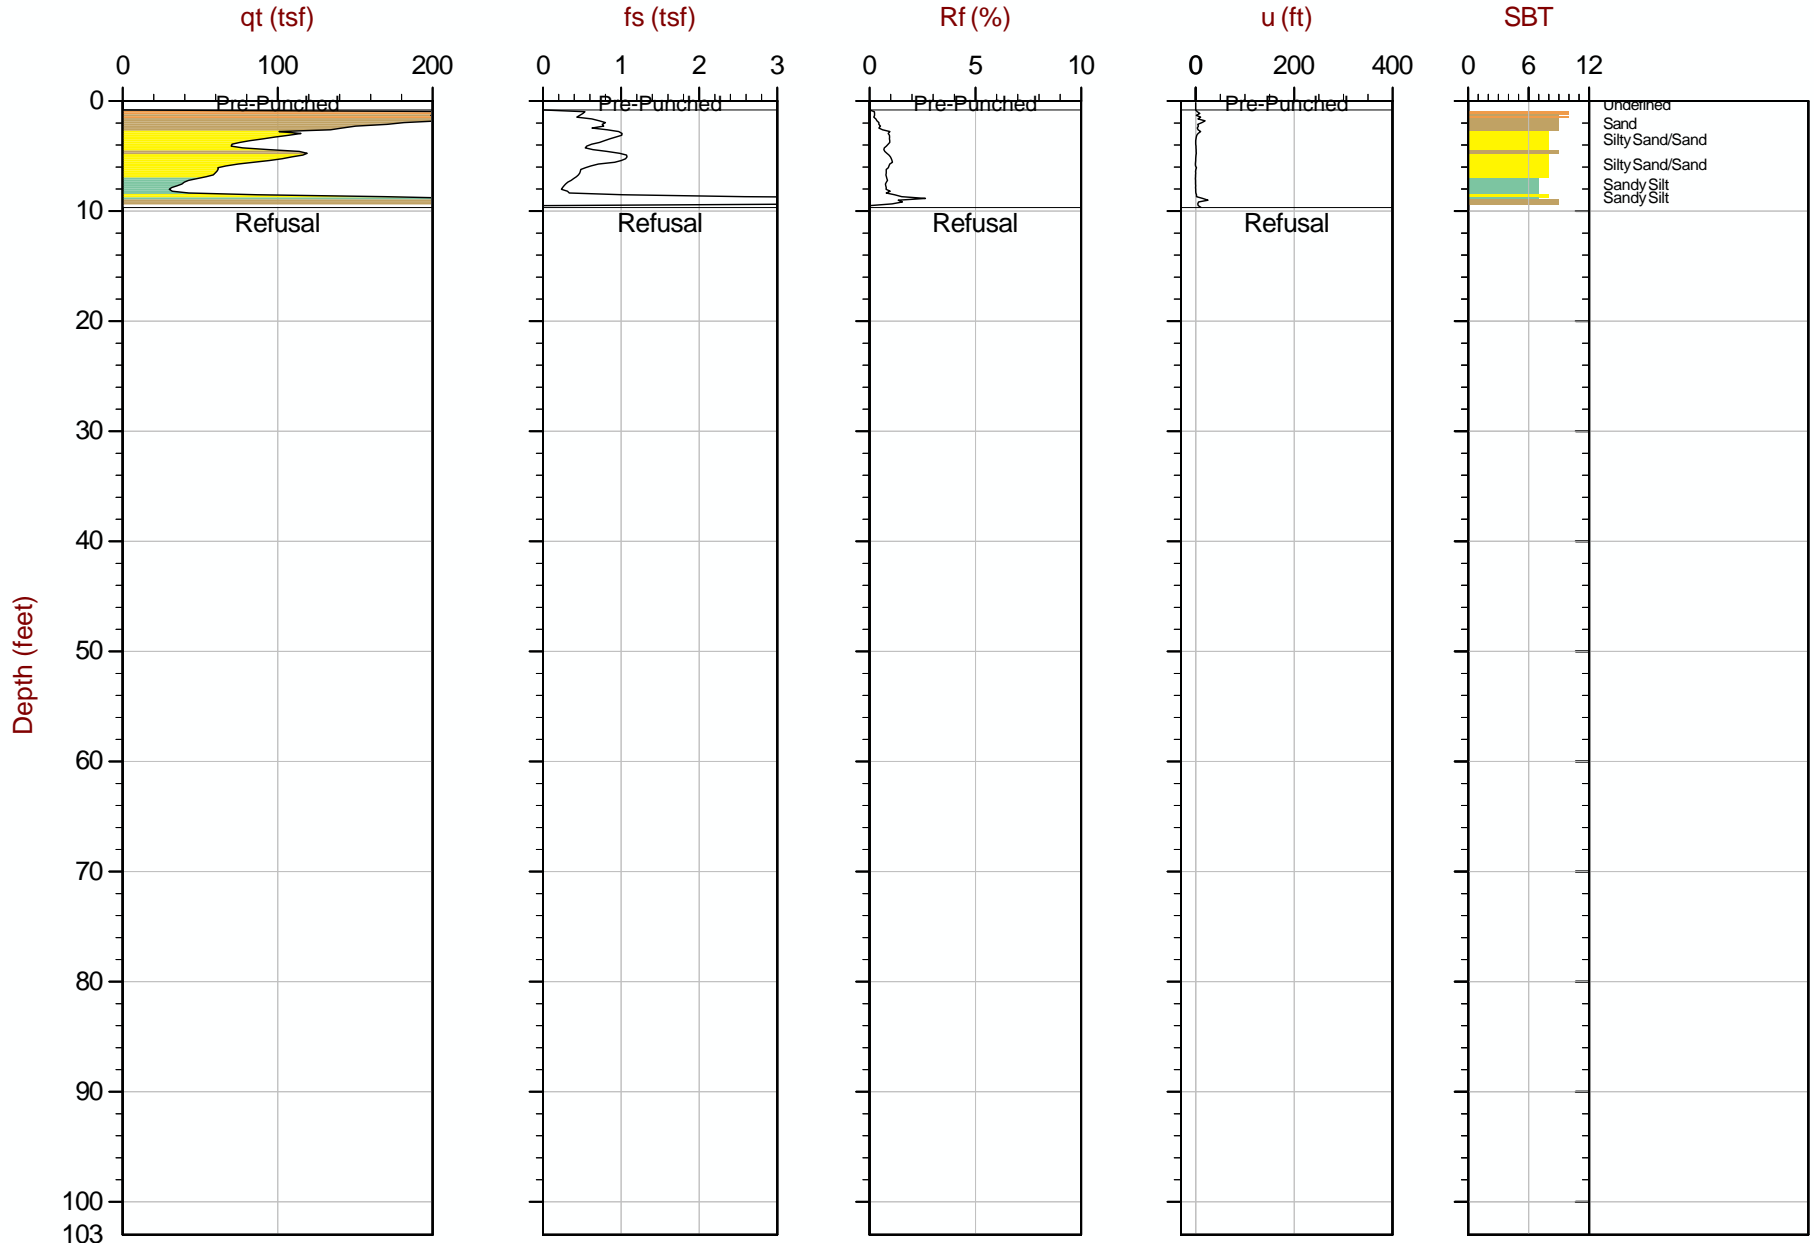 qt (tsf) fs (tsf) Rf (%) u (ft) SBT
0 100 200 0 1 2 3 0 5 10 0 200 400 0 6 12
0 Pre-Punched Pre-Punched Pre-Punched Pre-Punched Undefined
Sand
Silty Sand/Sand
Silty Sand/Sand
Sandy Silt
Sandy Silt
10
Refusal Refusal Refusal Refusal
20
30
40
50
Depth (feet)
60
70
80
90
100
103